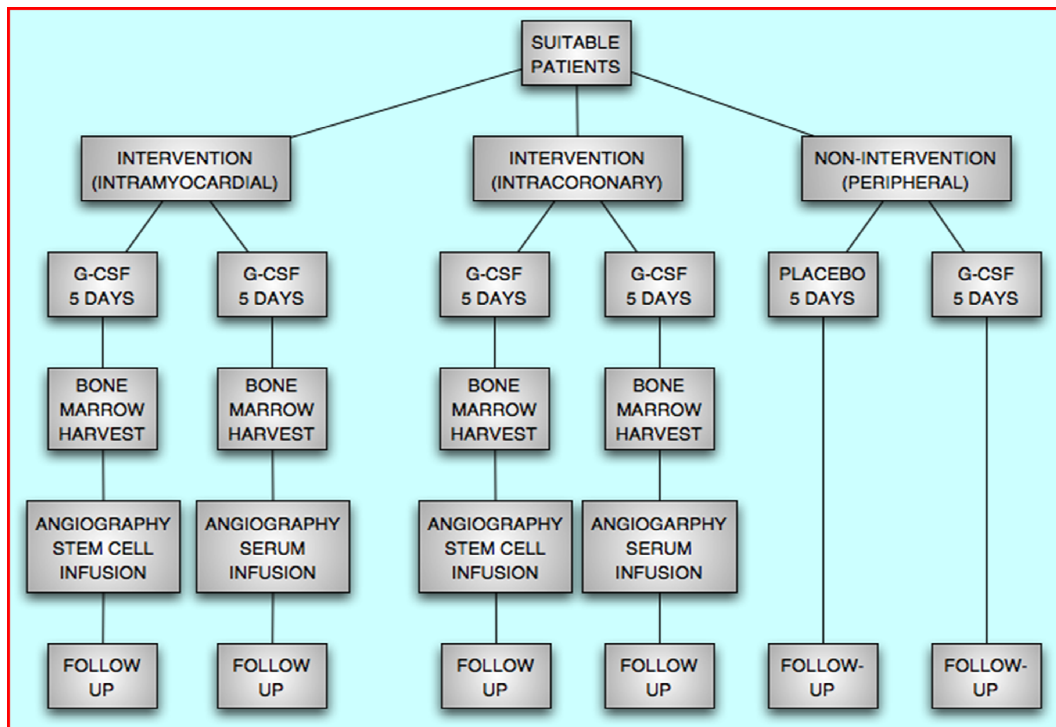 SUITABLE
PATIENTS
INTERVENTION
(INTRAMYOCARDIAL)
INTERVENTION
(INTRACORONARY)
NON-INTERVENTION
(PERIPHERAL)
G-CSF
5 DAYS
G-CSF
5 DAYS
G-CSF
5 DAYS
G-CSF
5 DAYS
PLACEBO
5 DAYS
G-CSF
5 DAYS
BONE
MARROW
HARVEST
BONE
MARROW
HARVEST
BONE
MARROW
HARVEST
BONE
MARROW
HARVEST
ANGIOGRAPHY
STEM CELL
INFUSION
ANGIOGRAPHY
SERUM
INFUSION
ANGIOGRAPHY
STEM CELL
INFUSION
ANGIOGARPHY
SERUM
INFUSION
FOLLOW
UP
FOLLOW
UP
FOLLOW
UP
FOLLOW
UP
FOLLOW-
UP
FOLLOW-
UP